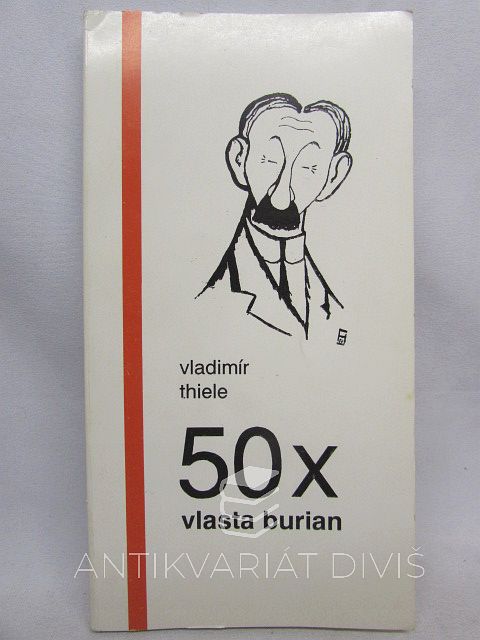 vladimír
thiele
50x
vlasta burian
ANTIKVARIÁT DIVIŠ